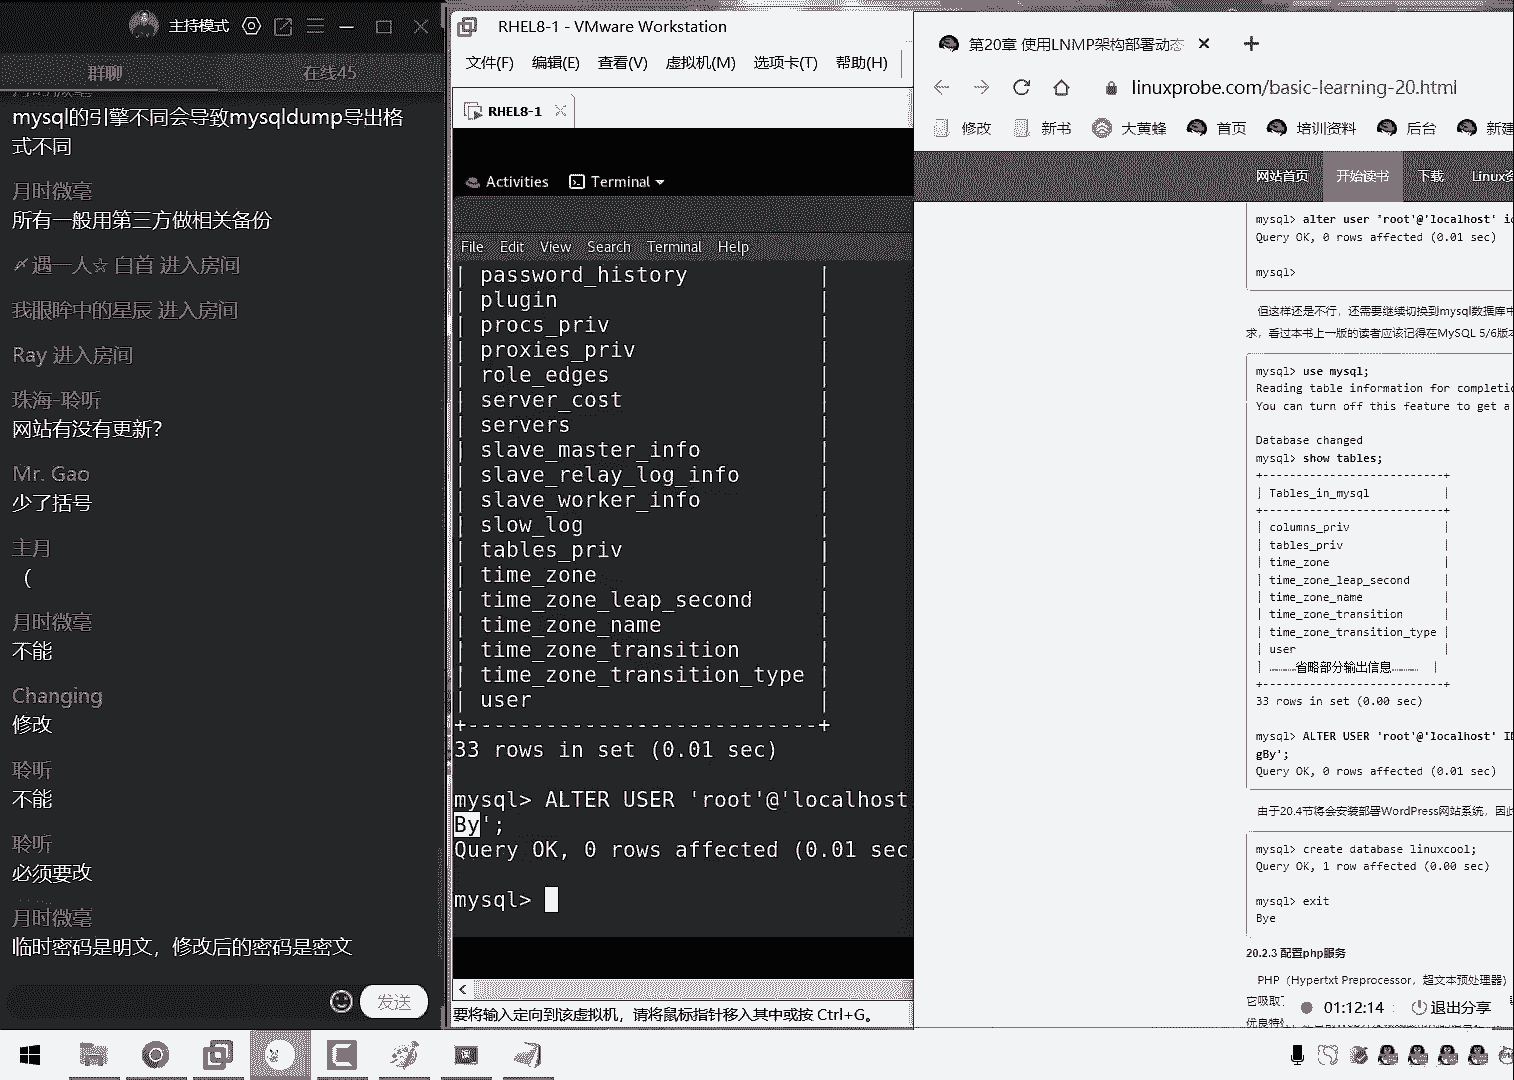 主持模式
群聊
在线45
月时微毫
mysql的引擎不同会导致mysqldump导出格
式不同
月时微毫
所有一般用第三方做相关备份
〆遇一人☆ 白首 进入房间
我眼眸中的星辰 进入房间
Ray 进入房间
珠海-聆听
网站有没有更新?
Mr. Gao
少了括号
主月
（
月时微毫
不能
Changing
修改
聆听
不能
聆听
必须要改
月时微毫
临时密码是明文，修改后的密码是密文
发送
RHEL8-1 - VMware Workstation
文件(F) 编辑(E) 查看(V) 虚拟机(M) 选项卡(T) 帮助(H)
RHEL8-1
Activities Terminal
File Edit View Search Terminal Help
| password_history |
| plugin |
| procs_priv |
| proxies_priv |
| role_edges |
| server_cost |
| servers |
| slave_master_info |
| slave_relay_log_info |
| slave_worker_info |
| slow_log |
| tables_priv |
| time_zone |
| time_zone_leap_second |
| time_zone_name |
| time_zone_transition |
| time_zone_transition_type |
| user |
+---------------------------+
33 rows in set (0.01 sec)
mysql> ALTER USER 'root'@'localhost
By';
Query OK, 0 rows affected (0.01 sec
mysql>
要将输入定向到该虚拟机，请将鼠标指针移入其中或按 Ctrl+G。
第20章 使用LNMP架构部署动态
linuxprobe.com/basic-learning-20.html
修改 新书 大黄蜂 首页 培训资料 后台 新建
网站首页 开始读书 下载 Linux资
mysql> alter user 'root'@'localhost' id
Query OK, 0 rows affected (0.01 sec)
mysql>
但这样还是不行，还需要继续切换到mysql数据库中
求，看过本书上一版的读者应该记得在MySQL 5/6版本
mysql> use mysql;
Reading table information for completio
You can turn off this feature to get a
Database changed
mysql> show tables;
+---------------------------+
| Tables_in_mysql |
+---------------------------+
| columns_priv |
| tables_priv |
| time_zone |
| time_zone_leap_second |
| time_zone_name |
| time_zone_transition |
| time_zone_transition_type |
| user |
| ………省略部分输出信息……… |
+---------------------------+
33 rows in set (0.00 sec)
mysql> ALTER USER 'root'@'localhost' ID
gBy';
Query OK, 0 rows affected (0.01 sec)
由于20.4节将会安装部署WordPress网站系统，因此
mysql> create database linuxcool;
Query OK, 1 row affected (0.00 sec)
mysql> exit
Bye
20.2.3 配置php服务
PHP（Hypertxt Preprocessor，超文本预处理器）
它吸取了
01:12:14
退出分享